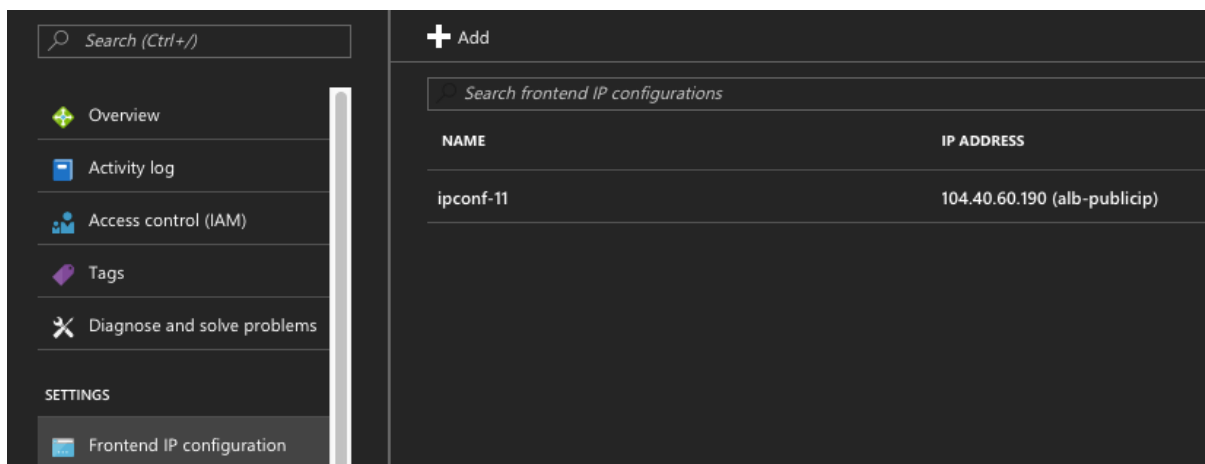 Search (Ctrl+/)
Overview
Activity log
Access control (IAM)
Tags
Diagnose and solve problems
SETTINGS
Frontend IP configuration
Add
Search frontend IP configurations
NAME IP ADDRESS
ipconf-11 104.40.60.190 (alb-publicip)